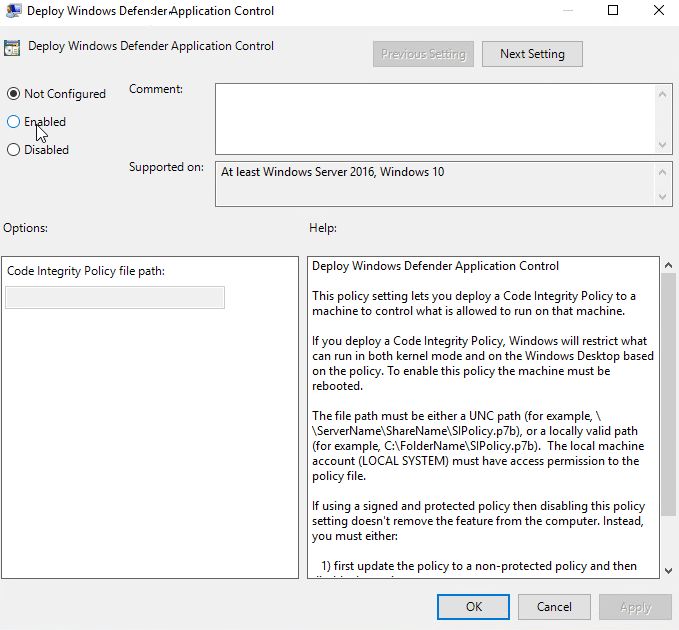 Deploy Windows Defender Application Control
Deploy Windows Defender Application Control
Previous Setting
Next Setting
Not Configured
Enabled
Disabled
Comment:
Supported on:
At least Windows Server 2016, Windows 10
Options:
Help:
Code Integrity Policy file path:
Deploy Windows Defender Application Control
This policy setting lets you deploy a Code Integrity Policy to a
machine to control what is allowed to run on that machine.
If you deploy a Code Integrity Policy, Windows will restrict what
can run in both kernel mode and on the Windows Desktop based
on the policy. To enable this policy the machine must be
rebooted.
The file path must be either a UNC path (for example, \
\ServerName\ShareName\SIPolicy.p7b), or a locally valid path
(for example, C:\FolderName\SIPolicy.p7b).  The local machine
account (LOCAL SYSTEM) must have access permission to the
policy file.
If using a signed and protected policy then disabling this policy
setting doesn't remove the feature from the computer. Instead,
you must either:
1) first update the policy to a non-protected policy and then
OK
Cancel
Apply